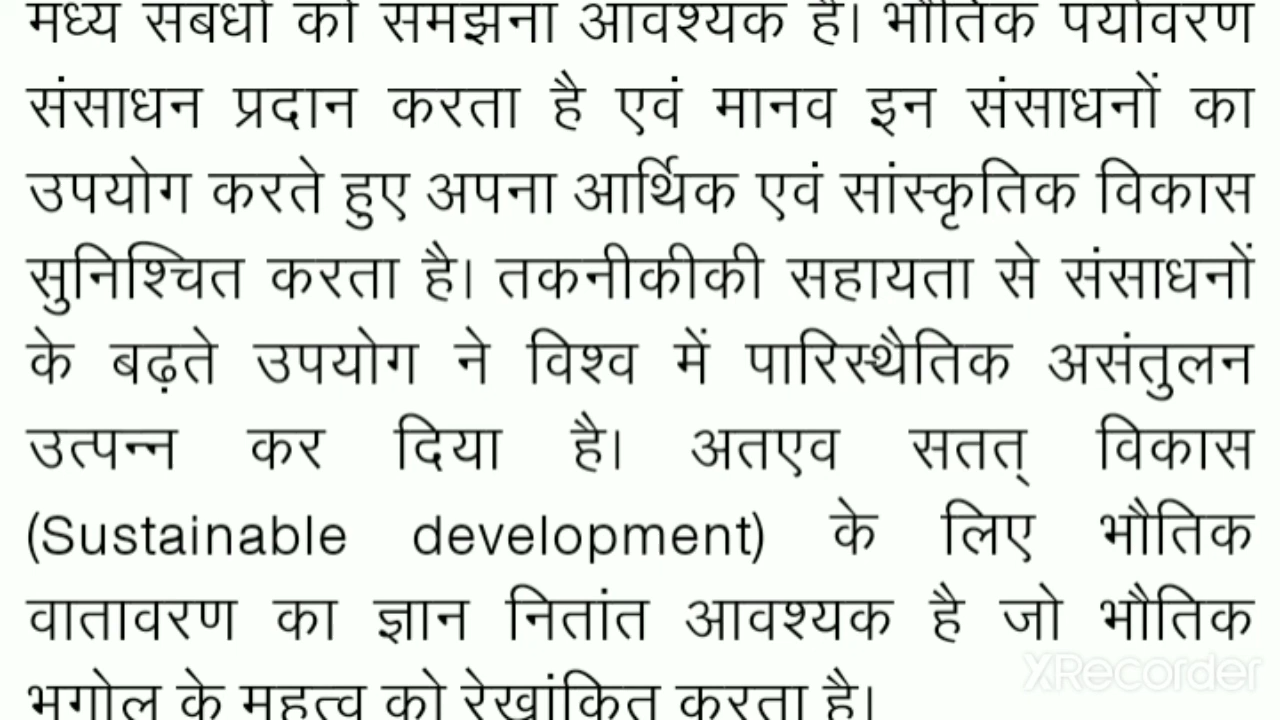 मध्य संबंधों को समझना आवश्यक है। भौतिक पर्यावरण
संसाधन प्रदान करता है एवं मानव इन संसाधनों का
उपयोग करते हुए अपना आर्थिक एवं सांस्कृतिक विकास
सुनिश्चित करता है। तकनीकीकी सहायता से संसाधनों
के बढ़ते उपयोग ने विश्व में पारिस्थैतिक असंतुलन
उत्पन्न कर दिया है। अतएव सतत् विकास
(Sustainable development) के लिए भौतिक
वातावरण का ज्ञान नितांत आवश्यक है जो भौतिक
भूगोल के महत्व को रेखांकित करता है।
XRecorder